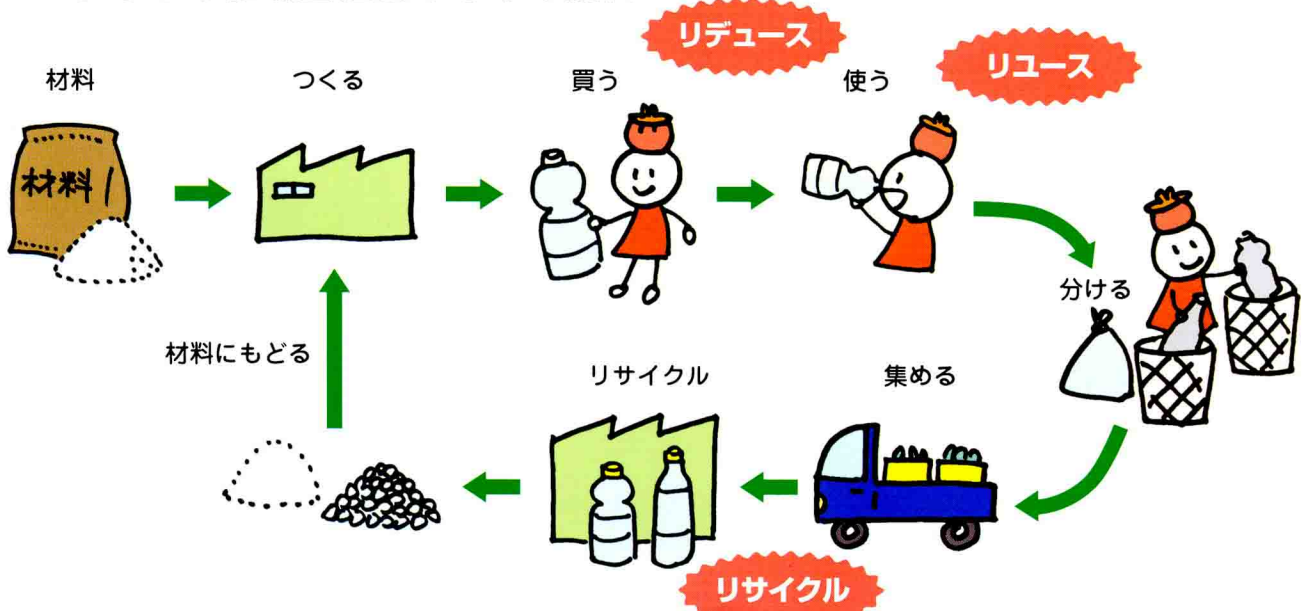 リデュース
リユース
材料
つくる
買う
使う
材料
分ける
材料にもどる
リサイクル
集める
リサイクル